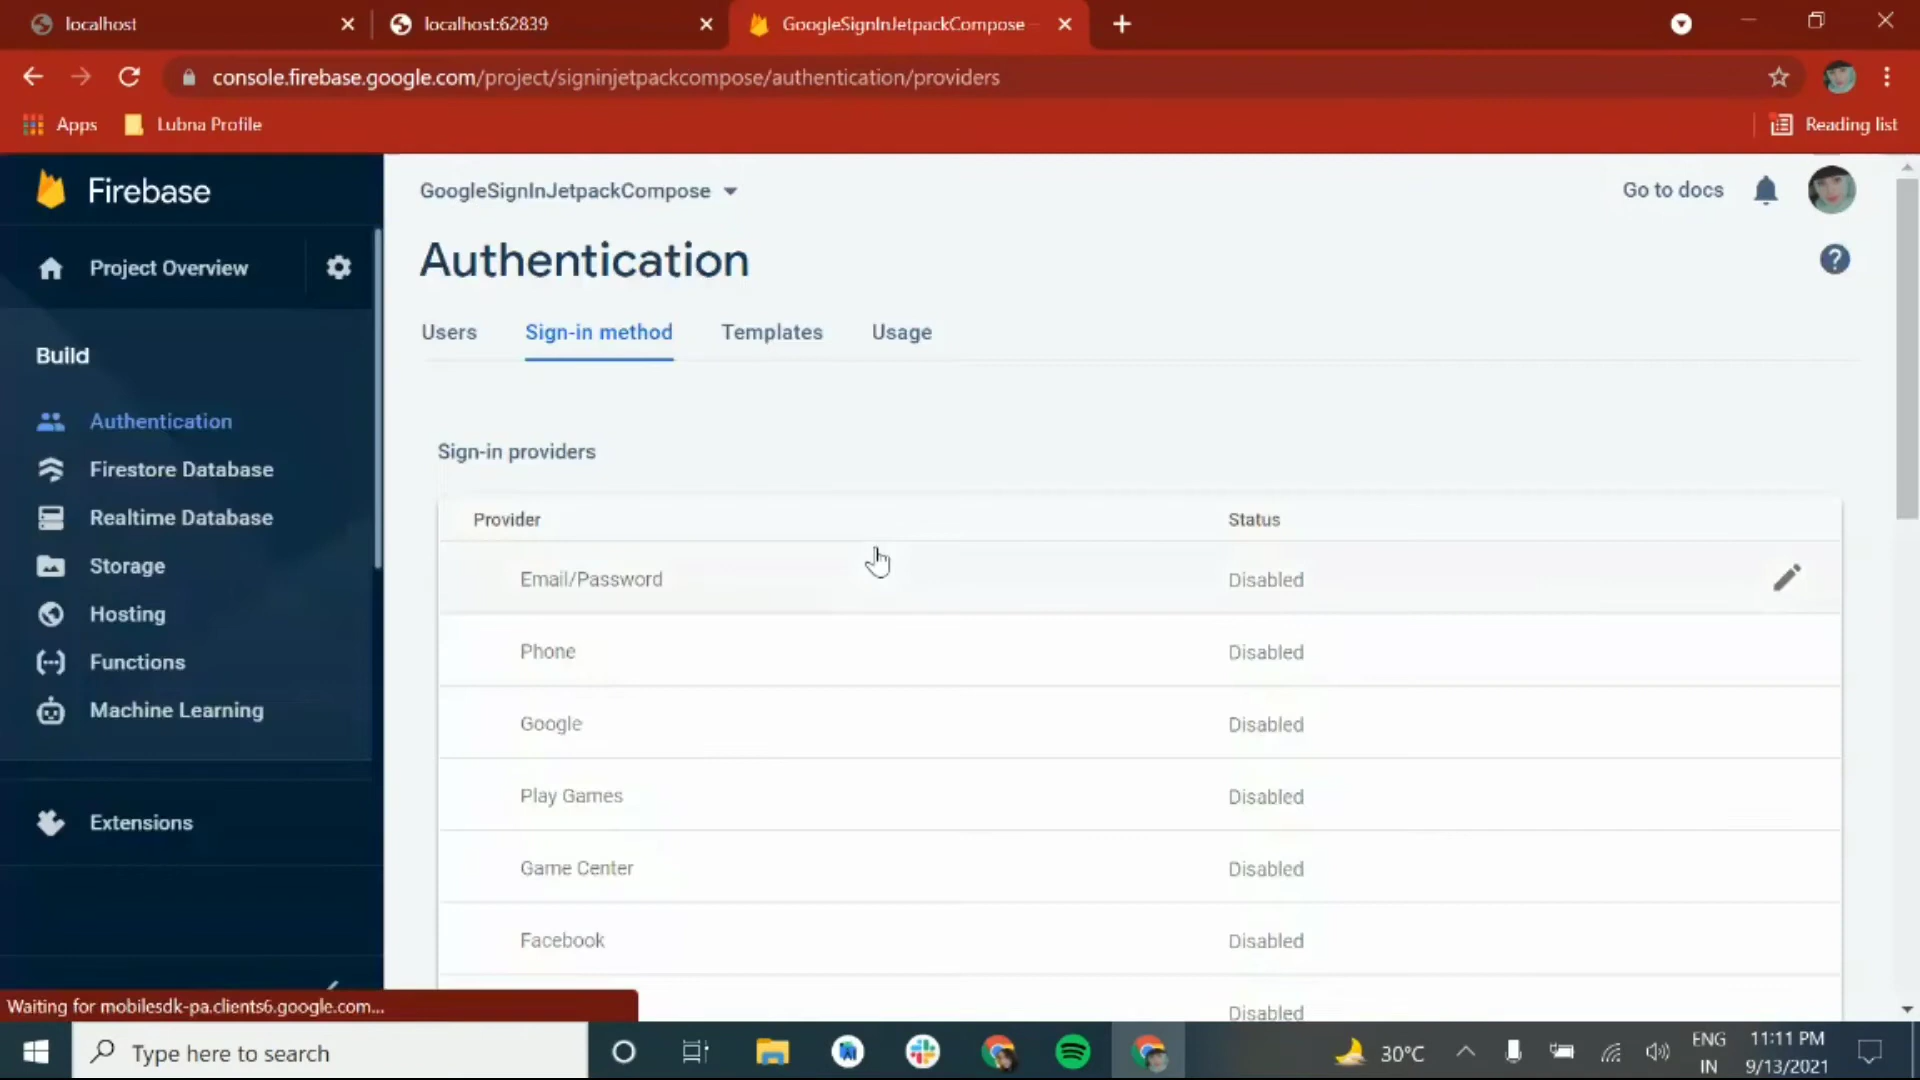 localhost
localhost:62839
GoogleSignInJetpackCompose
console.firebase.google.com/project/signinjetpackcompose/authentication/providers
Apps
Lubna Profile
Reading list
Firebase
GoogleSignInJetpackCompose
Go to docs
Project Overview
Authentication
?
Users
Sign-in method
Templates
Usage
Build
Authentication
Firestore Database
Realtime Database
Storage
Hosting
Functions
Machine Learning
Extensions
Sign-in providers
Provider Status
Email/Password Disabled
Phone Disabled
Google Disabled
Play Games Disabled
Game Center Disabled
Facebook Disabled
Disabled
Waiting for mobilesdk-pa.clients6.google.com...
Type here to search
30°C
ENG
IN
11:11 PM
9/13/2021